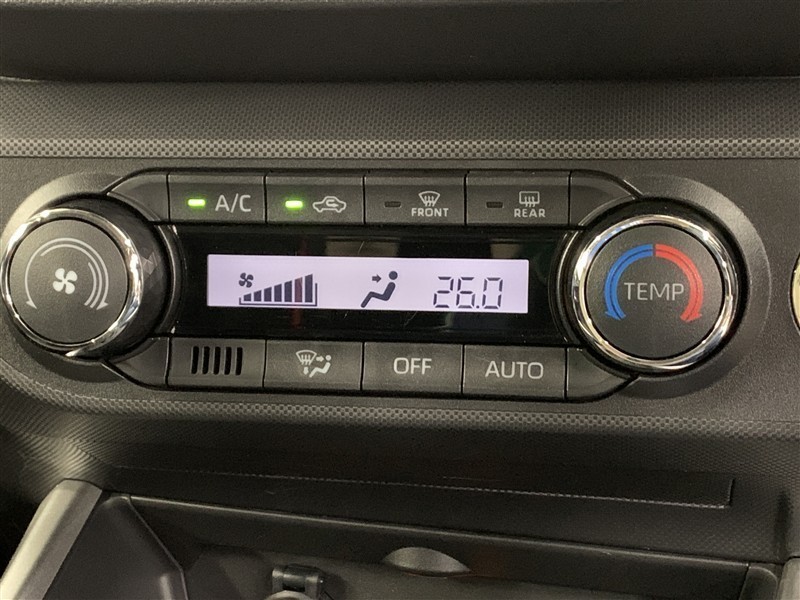 A/C
FRONT
REAR
26.0
TEMP
OFF
AUTO